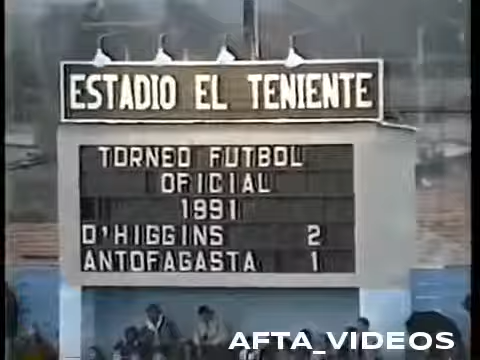 ESTADIO EL TENIENTE
TORNEO FUTBOL
OFICIAL
1991
O'HIGGINS 2
ANTOFAGASTA 1
AFTA_VIDEOS